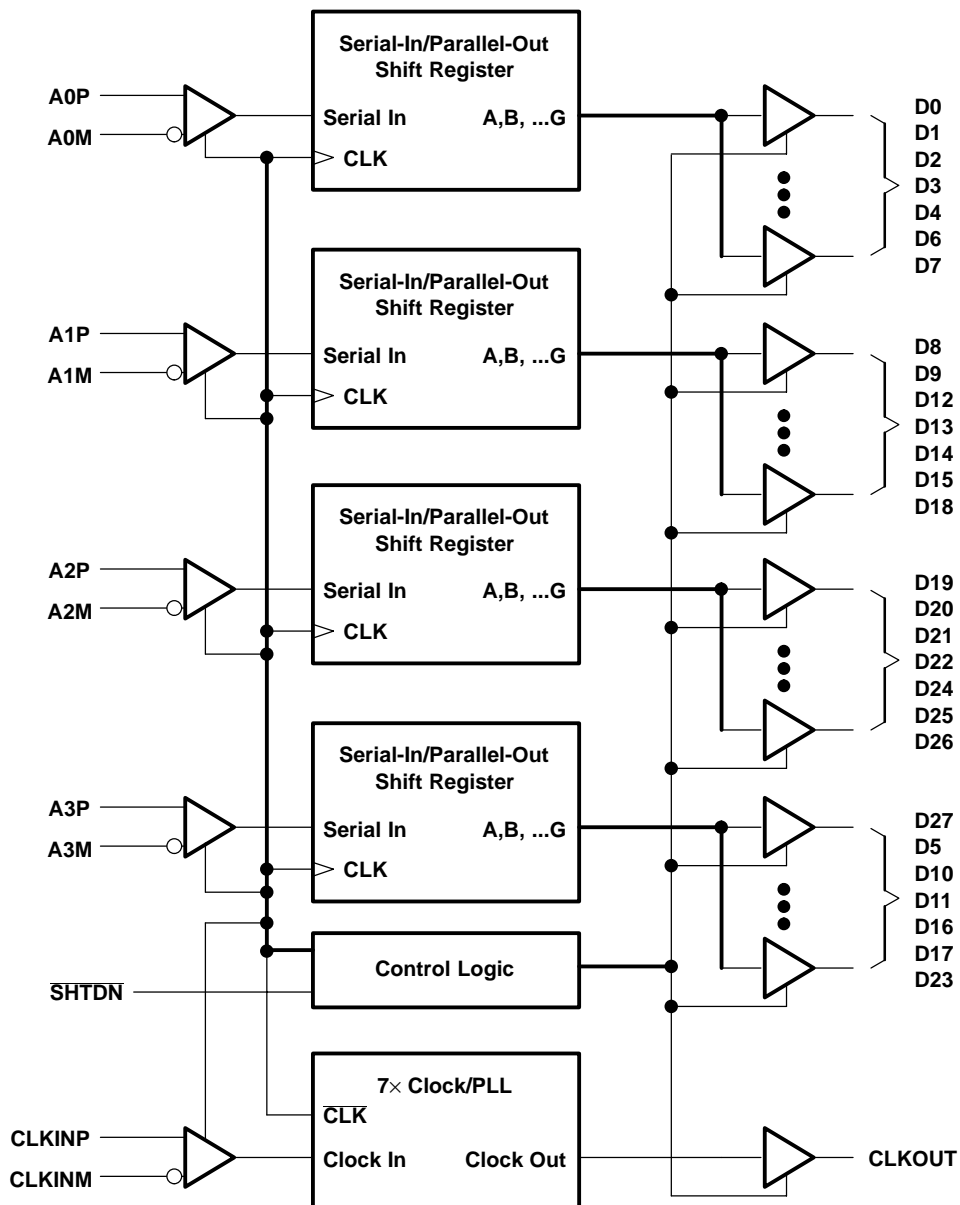 Serial-In/Parallel-Out
Shift Register
A0P
A0M
Serial In
A,B, ...G
CLK
D0
D1
D2
D3
D4
D6
D7
Serial-In/Parallel-Out
Shift Register
A1P
A1M
Serial In
A,B, ...G
CLK
D8
D9
D12
D13
D14
D15
D18
Serial-In/Parallel-Out
Shift Register
A2P
A2M
Serial In
A,B, ...G
CLK
D19
D20
D21
D22
D24
D25
D26
Serial-In/Parallel-Out
Shift Register
A3P
A3M
Serial In
A,B, ...G
CLK
D27
D5
D10
D11
D16
D17
D23
Control Logic
SHTDN
7× Clock/PLL
CLK
CLKINP
CLKINM
Clock In
Clock Out
CLKOUT